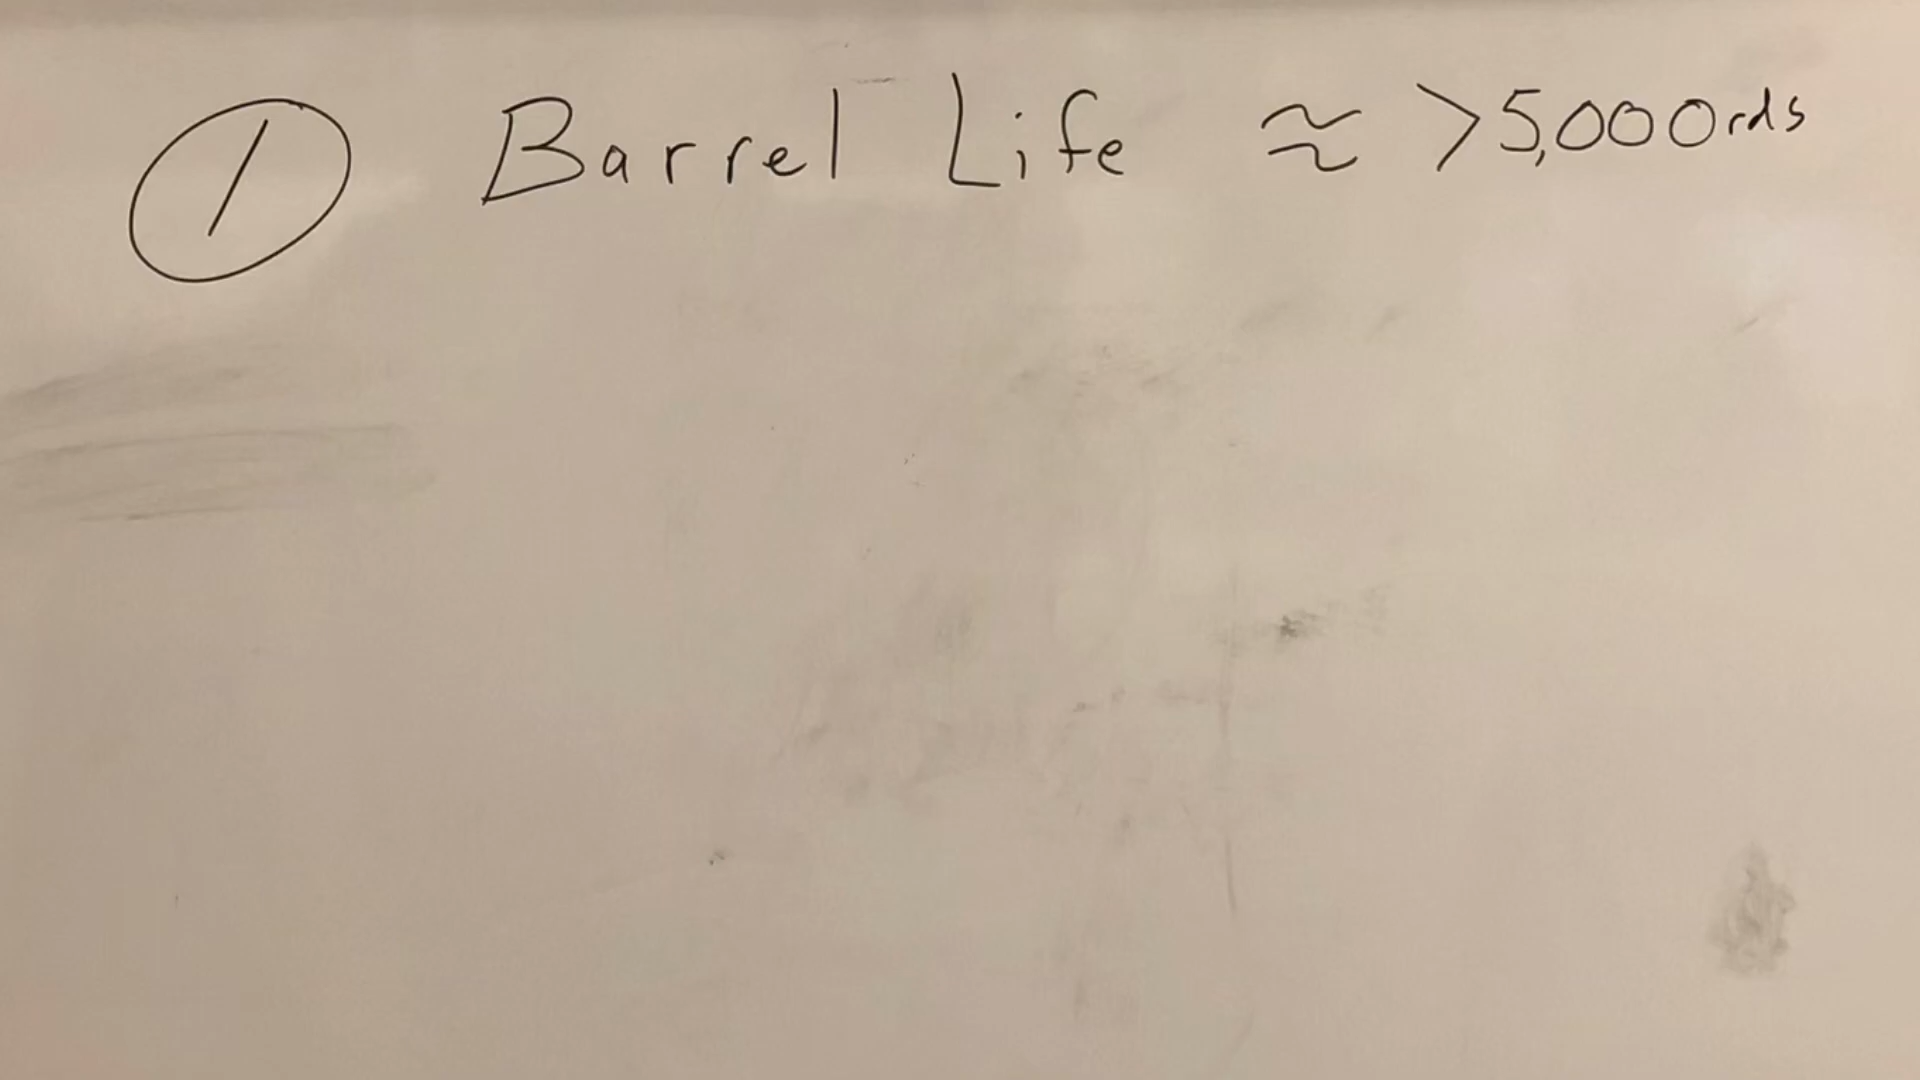 ① Barrel Life ≈ >5,000rds